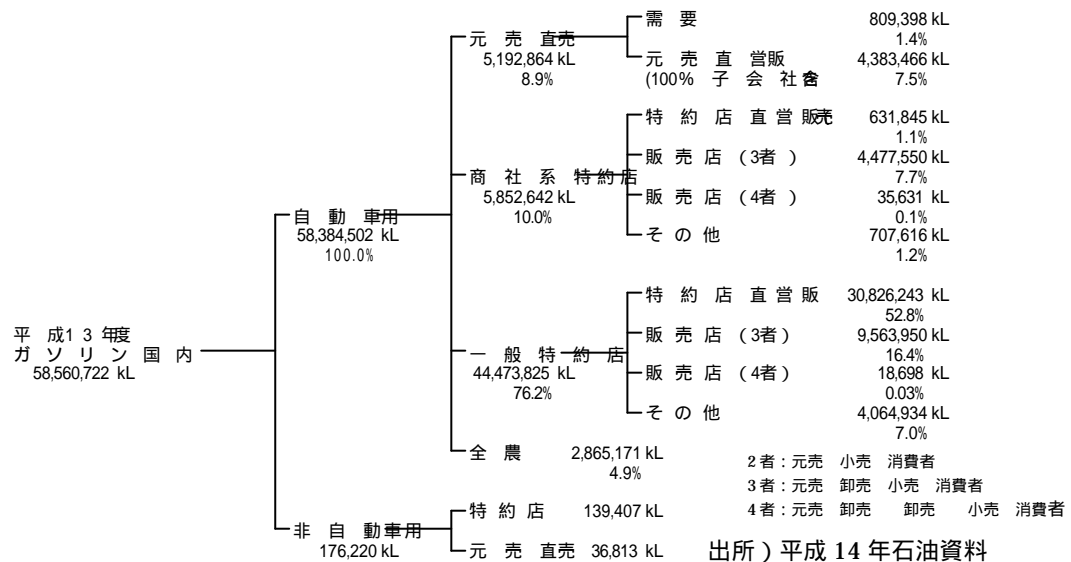 平成13年度
ガソリン国内
58,560,722 kL
自動車用
58,384,502 kL
100.0%
元売直売
5,192,864 kL
8.9%
需要
809,398 kL
1.4%
元売直営販
(100% 子会社含
4,383,466 kL
7.5%
商社系特約店
5,852,642 kL
10.0%
特約店直営販売
631,845 kL
1.1%
販売店(3者)
4,477,550 kL
7.7%
販売店(4者)
35,631 kL
0.1%
その他
707,616 kL
1.2%
一般特約店
44,473,825 kL
76.2%
特約店直営販
30,826,243 kL
52.8%
販売店(3者)
9,563,950 kL
16.4%
販売店(4者)
18,698 kL
0.03%
その他
4,064,934 kL
7.0%
全農
2,865,171 kL
4.9%
非自動車用
176,220 kL
特約店
139,407 kL
元売直売
36,813 kL
2者:元売 小売 消費者
3者:元売 卸売 小売 消費者
4者:元売 卸売 卸売 小売 消費者
出所)平成 14 年石油資料